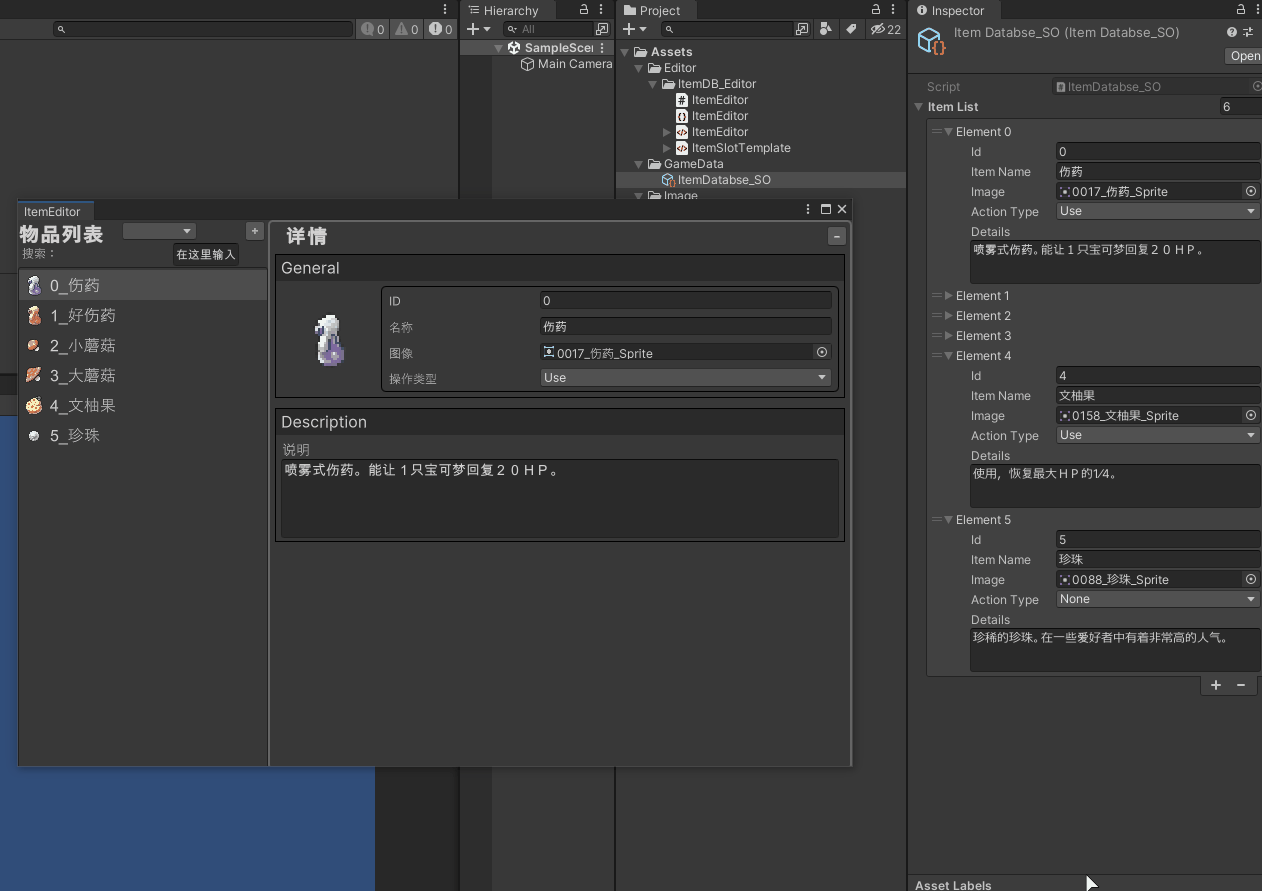 0
0
0
Hierarchy
All
SampleScen
Main Camera
Project
22
Assets
Editor
ItemDB_Editor
ItemEditor
ItemEditor
ItemEditor
ItemSlotTemplate
GameData
ItemDatabse_SO
Image
ItemEditor
物品列表
+
搜索：
在这里输入
0_伤药
1_好伤药
2_小蘑菇
3_大蘑菇
4_文柚果
5_珍珠
详情
-
General
ID
0
名称
伤药
图像
0017_伤药_Sprite
操作类型
Use
Description
说明
喷雾式伤药。能让１只宝可梦回复２０ＨＰ。
Inspector
Item Databse_SO (Item Databse_SO)
Open
Script
ItemDatabse_SO
Item List
6
Element 0
Id
0
Item Name
伤药
Image
0017_伤药_Sprite
Action Type
Use
Details
喷雾式伤药。能让１只宝可梦回复２０ＨＰ。
Element 1
Element 2
Element 3
Element 4
Id
4
Item Name
文柚果
Image
0158_文柚果_Sprite
Action Type
Use
Details
使用，恢复最大ＨＰ的1⁄4。
Element 5
Id
5
Item Name
珍珠
Image
0088_珍珠_Sprite
Action Type
None
Details
珍稀的珍珠。在一些爱好者中有着非常高的人气。
+ -
Asset Labels